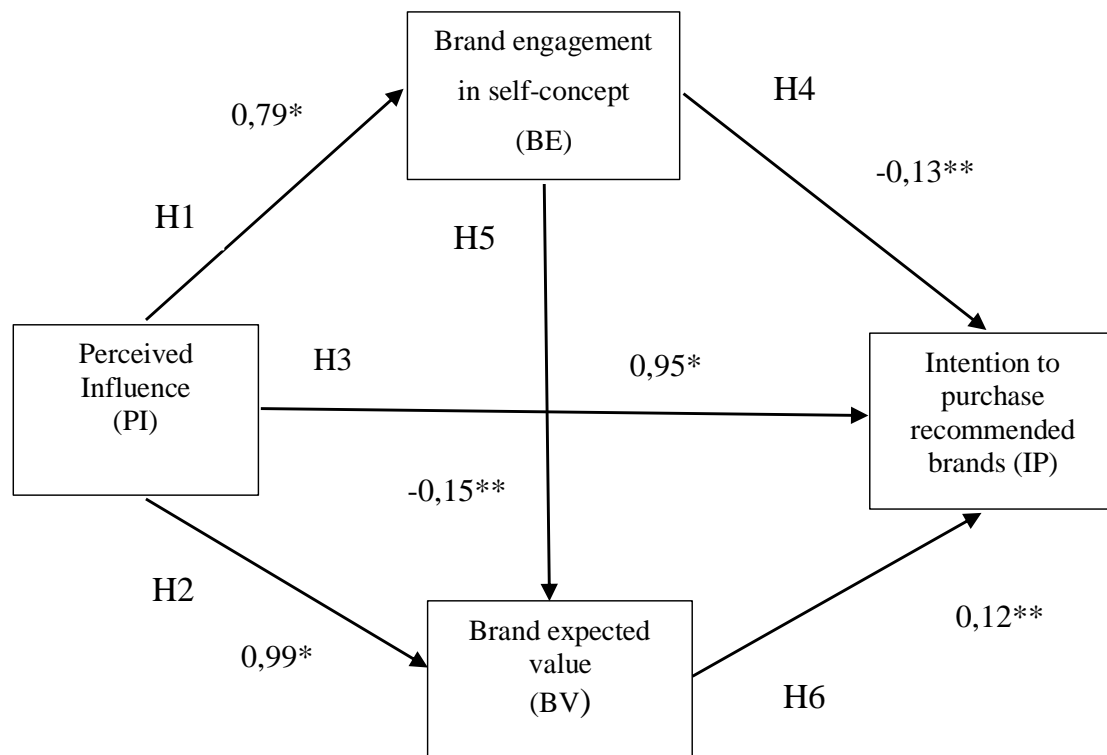 Brand engagement
in self-concept
(BE)
H4
0,79*
-0,13**
H1
H5
Perceived
Influence
(PI)
H3
0,95*
Intention to
purchase
recommended
brands (IP)
-0,15**
H2
0,99*
Brand expected
value
(BV)
0,12**
H6